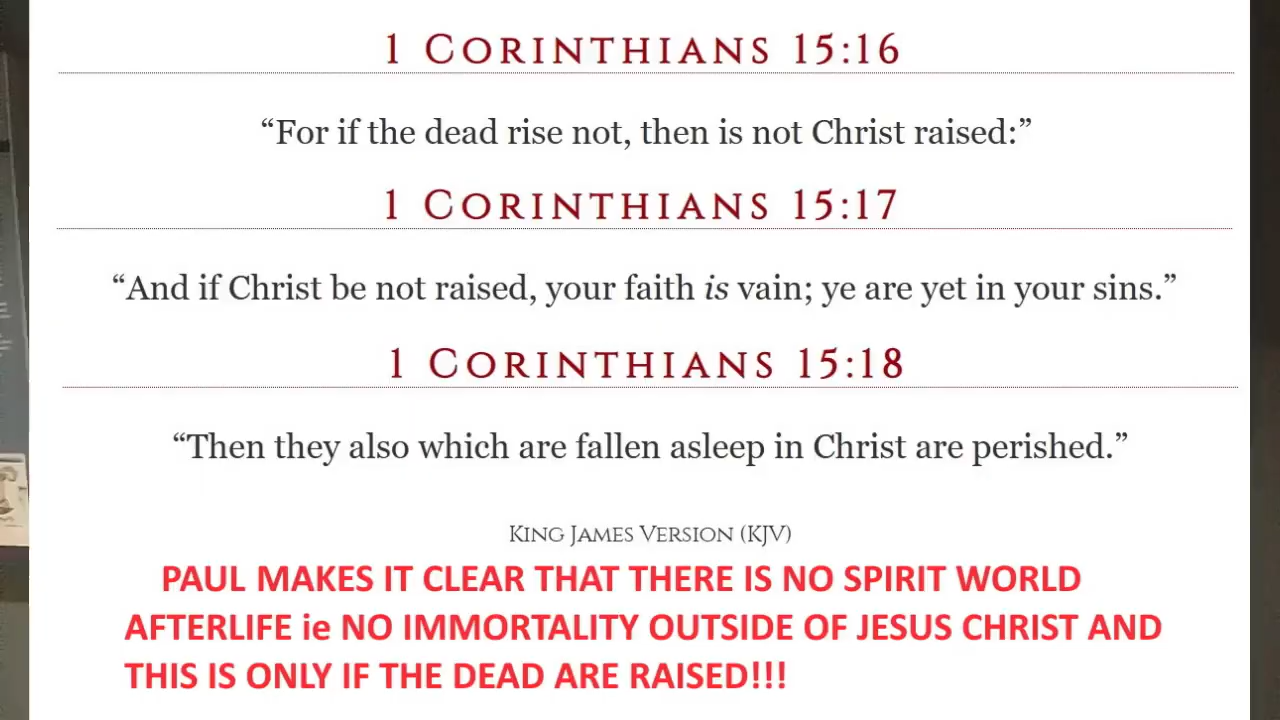 1 Corinthians 15:16
“For if the dead rise not, then is not Christ raised:”
1 Corinthians 15:17
“And if Christ be not raised, your faith is vain; ye are yet in your sins.”
1 Corinthians 15:18
“Then they also which are fallen asleep in Christ are perished.”
King James Version (KJV)
PAUL MAKES IT CLEAR THAT THERE IS NO SPIRIT WORLD
AFTERLIFE ie NO IMMORTALITY OUTSIDE OF JESUS CHRIST AND
THIS IS ONLY IF THE DEAD ARE RAISED!!!